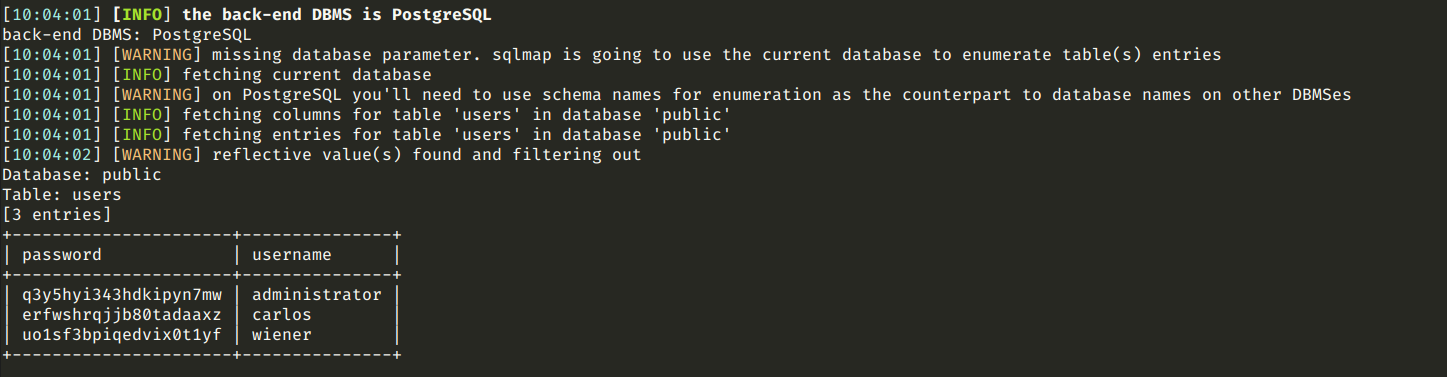 [10:04:01] [INFO] the back-end DBMS is PostgreSQL
back-end DBMS: PostgreSQL
[10:04:01] [WARNING] missing database parameter. sqlmap is going to use the current database to enumerate table(s) entries
[10:04:01] [INFO] fetching current database
[10:04:01] [WARNING] on PostgreSQL you'll need to use schema names for enumeration as the counterpart to database names on other DBMSes
[10:04:01] [INFO] fetching columns for table 'users' in database 'public'
[10:04:01] [INFO] fetching entries for table 'users' in database 'public'
[10:04:02] [WARNING] reflective value(s) found and filtering out
Database: public
Table: users
[3 entries]
+----------------------+---------------+
| password             | username      |
+----------------------+---------------+
| q3y5hyi343hdkipyn7mw | administrator |
| erfwshrqjjb80tadaaxz | carlos        |
| uo1sf3bpiqedvix0t1yf | wiener        |
+----------------------+---------------+